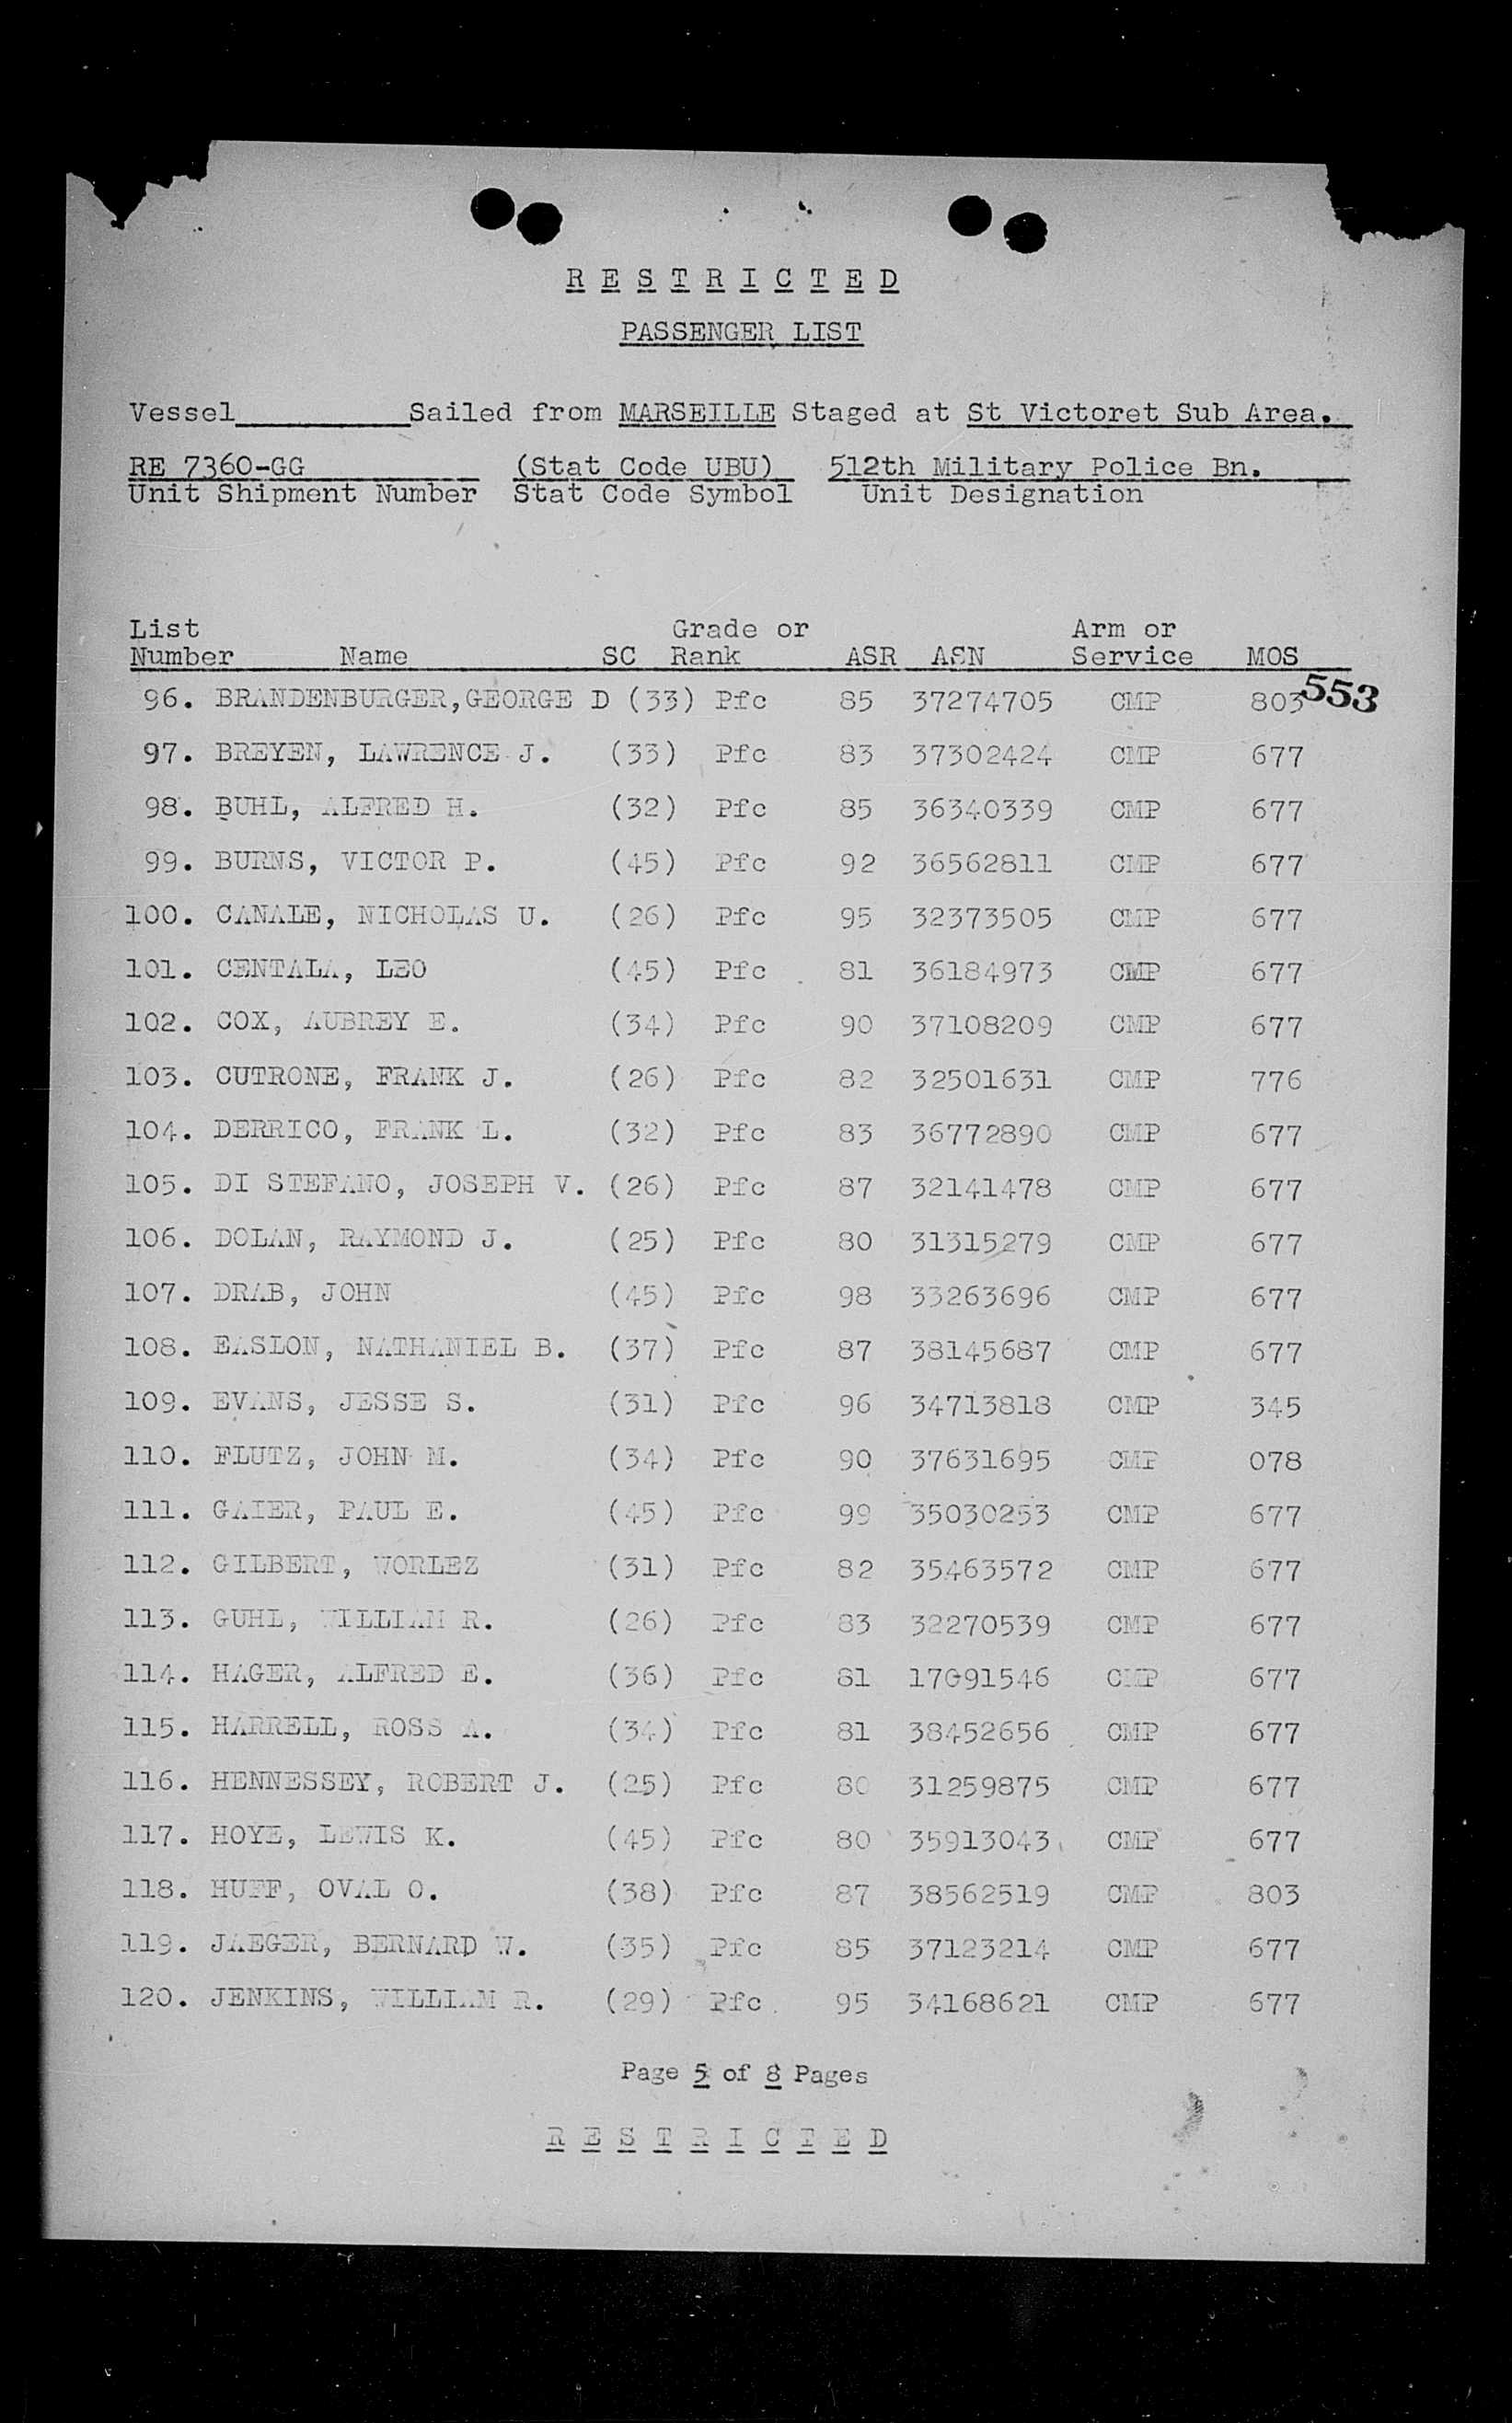 R E S T R I C T E D
PASSENGER LIST
Vessel__________Sailed from MARSEILLE Staged at St Victoret Sub Area.
RE 7360-GG (Stat Code UBU) 512th Military Police Bn.
Unit Shipment Number Stat Code Symbol Unit Designation
List Grade or Arm or
Number Name SC Rank ASR ASN Service MOS
553
96. BRANDENBURGER,GEORGE D (33) Pfc 85 37274705 CMP 803
97. BREYEN, LAWRENCE J. (33) Pfc 83 37302424 CMP 677
98. BUHL, ALFRED H. (32) Pfc 85 36340339 CMP 677
99. BURNS, VICTOR P. (45) Pfc 92 36562811 CMP 677
100. CANALE, NICHOLAS U. (26) Pfc 95 32373505 CMP 677
101. CENTALA, LEO (45) Pfc 81 36184973 CMP 677
102. COX, AUBREY E. (34) Pfc 90 37108209 CMP 677
103. CUTRONE, FRANK J. (26) Pfc 82 32501631 CMP 776
104. DERRICO, FRANK L. (32) Pfc 83 36772890 CMP 677
105. DI STEFANO, JOSEPH V. (26) Pfc 87 32141478 CMP 677
106. DOLAN, RAYMOND J. (25) Pfc 80 31315279 CMP 677
107. DRAB, JOHN (45) Pfc 98 33263696 CMP 677
108. EASLON, NATHANIEL B. (37) Pfc 87 38145687 CMP 677
109. EVANS, JESSE S. (31) Pfc 96 34713818 CMP 345
110. FLUTZ, JOHN M. (34) Pfc 90 37631695 CMP 078
111. GAIER, PAUL E. (45) Pfc 99 35030253 CMP 677
112. GILBERT, WORLEZ (31) Pfc 82 35463572 CMP 677
113. GUHL, WILLIAM R. (26) Pfc 83 32270539 CMP 677
114. HAGER, ALFRED E. (36) Pfc 81 17091546 CMP 677
115. HARRELL, ROSS A. (34) Pfc 81 38452656 CMP 677
116. HENNESSEY, ROBERT J. (25) Pfc 80 31259875 CMP 677
117. HOYE, LEWIS K. (45) Pfc 80 35913043 CMP 677
118. HUFF, OVAL O. (38) Pfc 87 38562519 CMP 803
119. JAEGER, BERNARD W. (35) Pfc 85 37123214 CMP 677
120. JENKINS, WILLIAM R. (29) Pfc 95 34168621 CMP 677
Page 5 of 8 Pages
R E S T R I C T E D